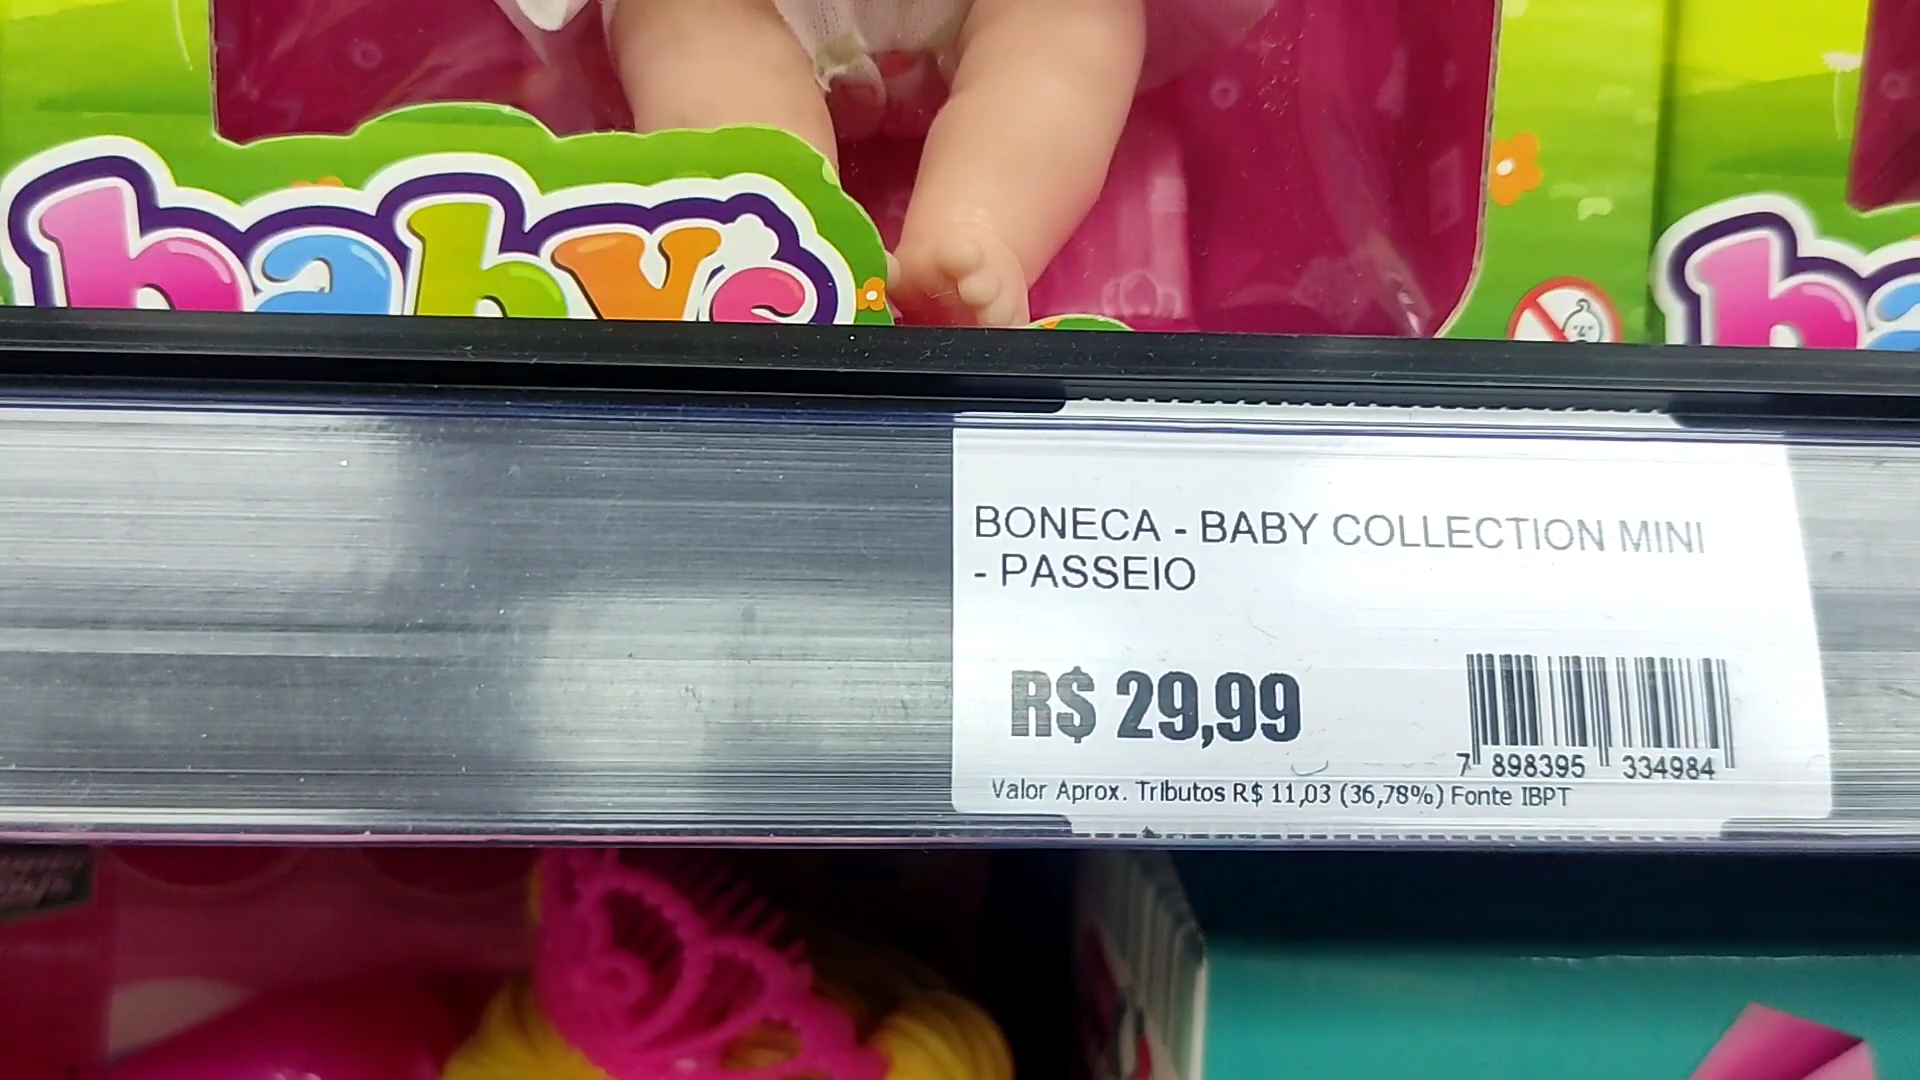 babys
BONECA - BABY COLLECTION MINI
- PASSEIO
R$ 29,99
7 898395 334984
Valor Aprox. Tributos R$ 11,03 (36,78%) Fonte IBPT